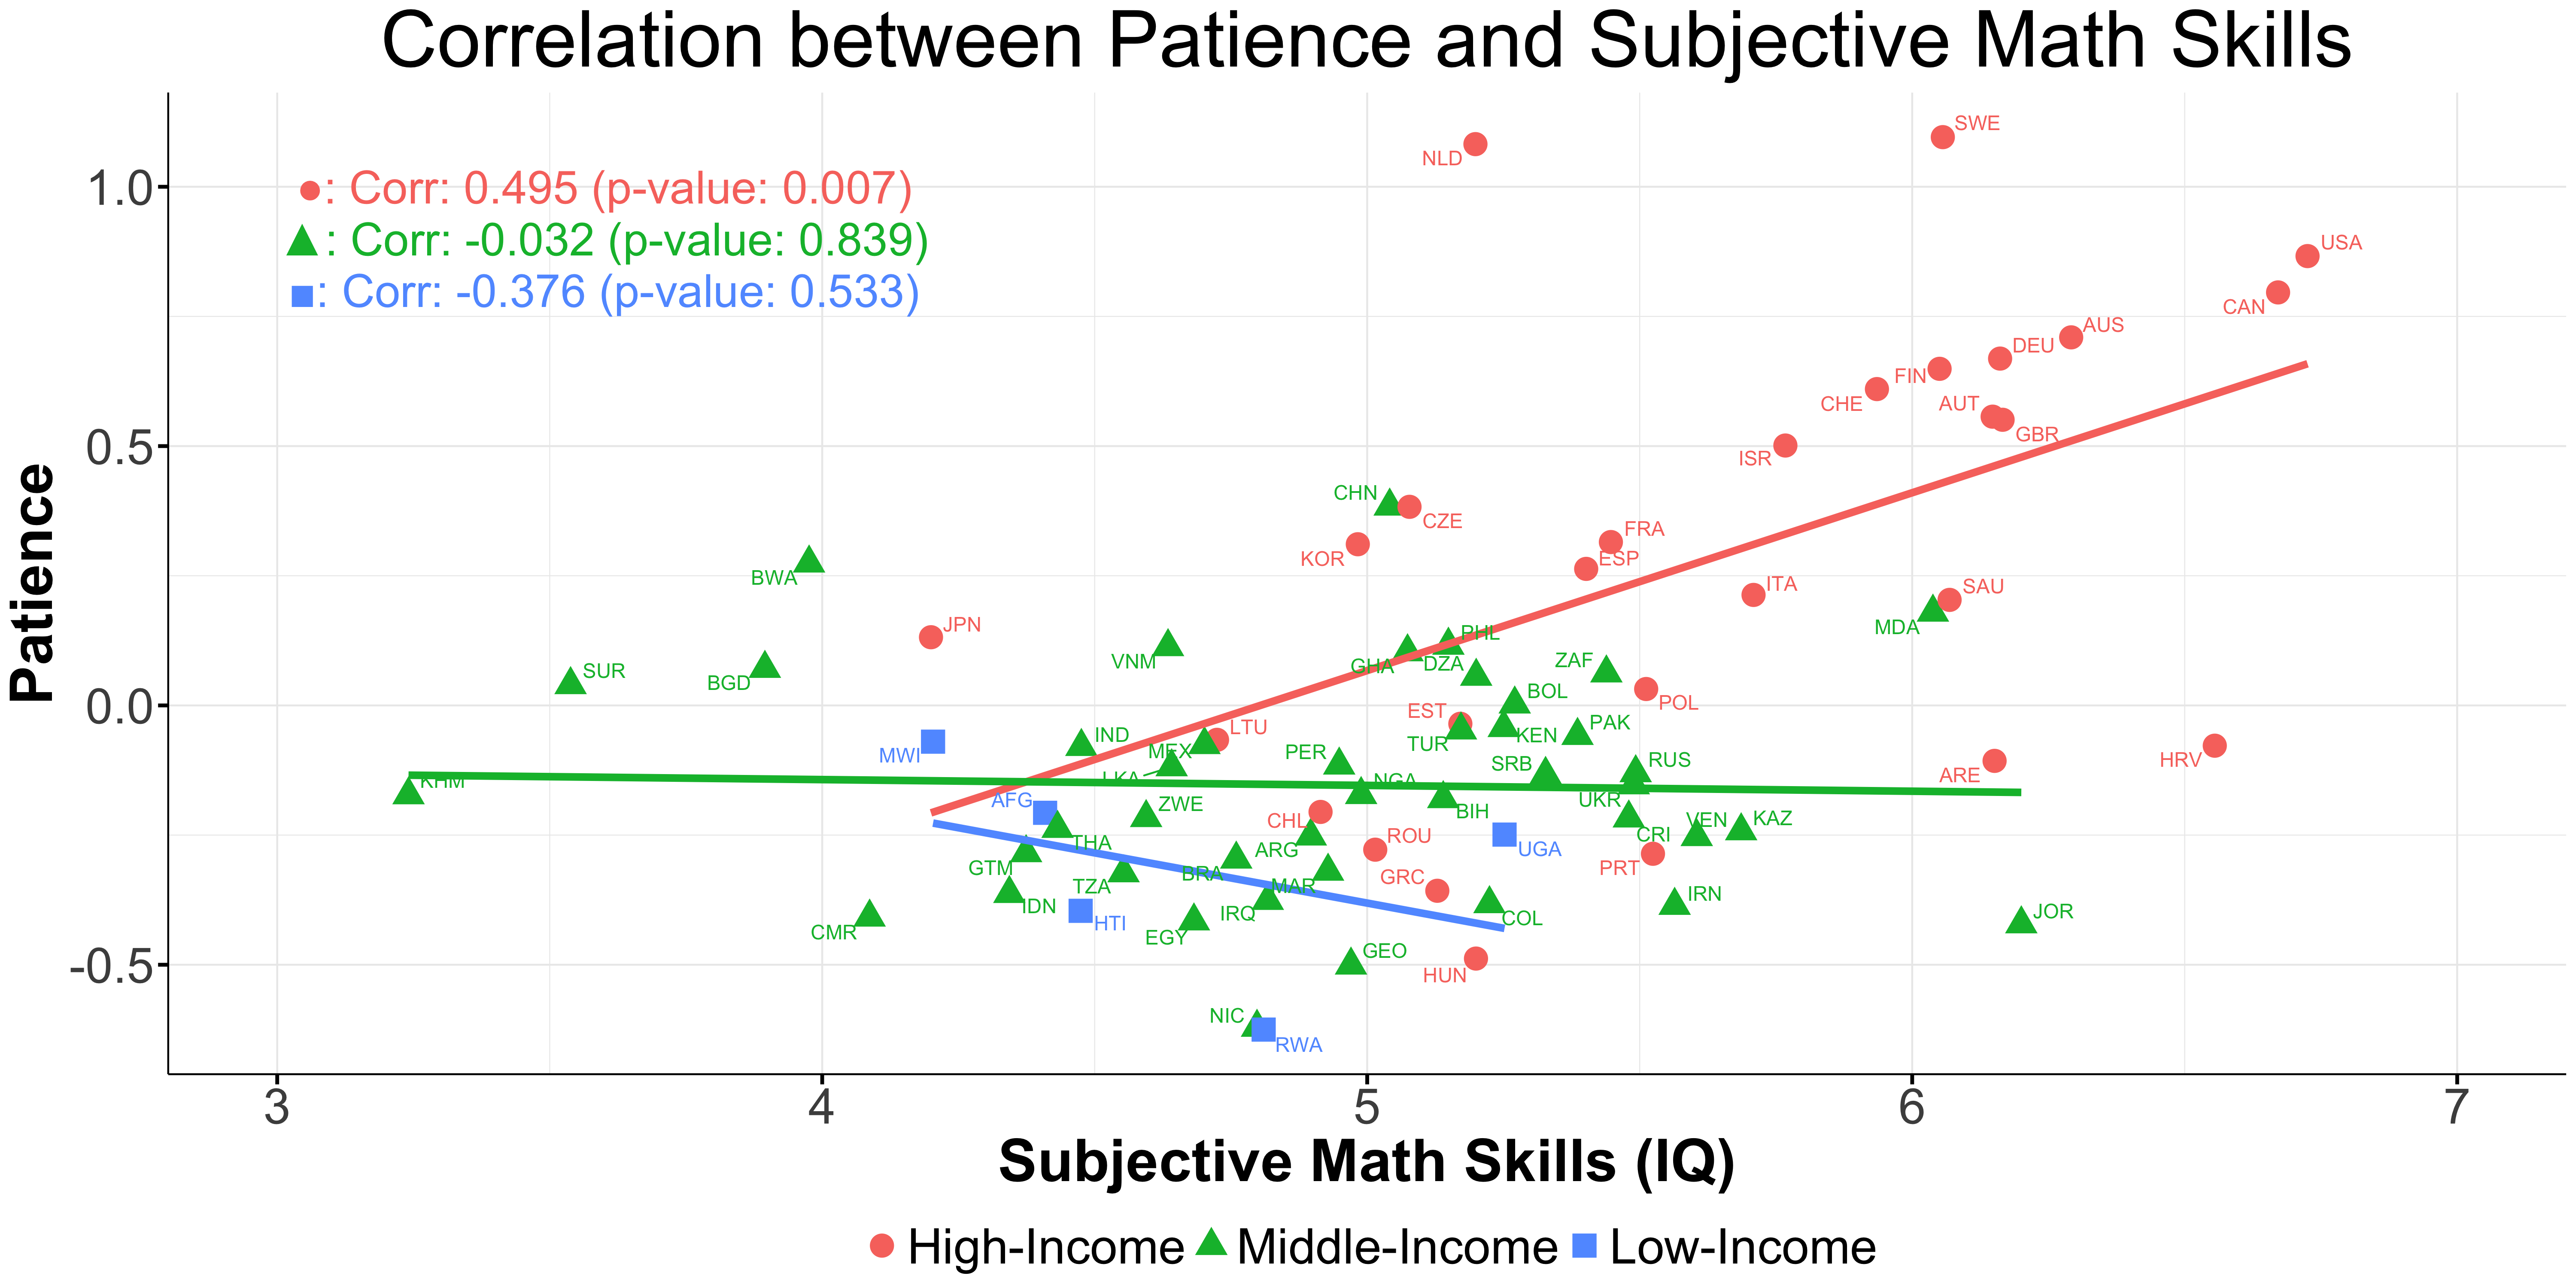 Correlation between Patience and Subjective Math Skills
SWE
NLD
1.0
: Corr: 0.495 (p-value: 0.007)
: Corr: -0.032 (p-value: 0.839)
: Corr: -0.376 (p-value: 0.533)
USA
CAN
AUS
DEU
FIN
CHE
AUT
GBR
0.5
ISR
CHN
CZE
FRA
KOR
ESP
BWA
ITA
SAU
MDA
JPN
PHL
VNM
GHA
DZA
ZAF
SUR
BGD
BOL
POL
0.0
Patience
EST
PAK
LTU
IND
KEN
TUR
MEX
PER
MWI
HRV
RUS
SRB
ARE
LKA
KHM
NGA
AFG
UKR
ZWE
BIH
CHL
VEN
KAZ
ROU
CRI
THA
ARG
UGA
GTM
PRT
BRA
GRC
TZA
MAR
IRN
IDN
IRQ
COL
JOR
HTI
CMR
EGY
GEO
-0.5
HUN
NIC
RWA
3 4 5 6 7
Subjective Math Skills (IQ)
High-Income Middle-Income Low-Income